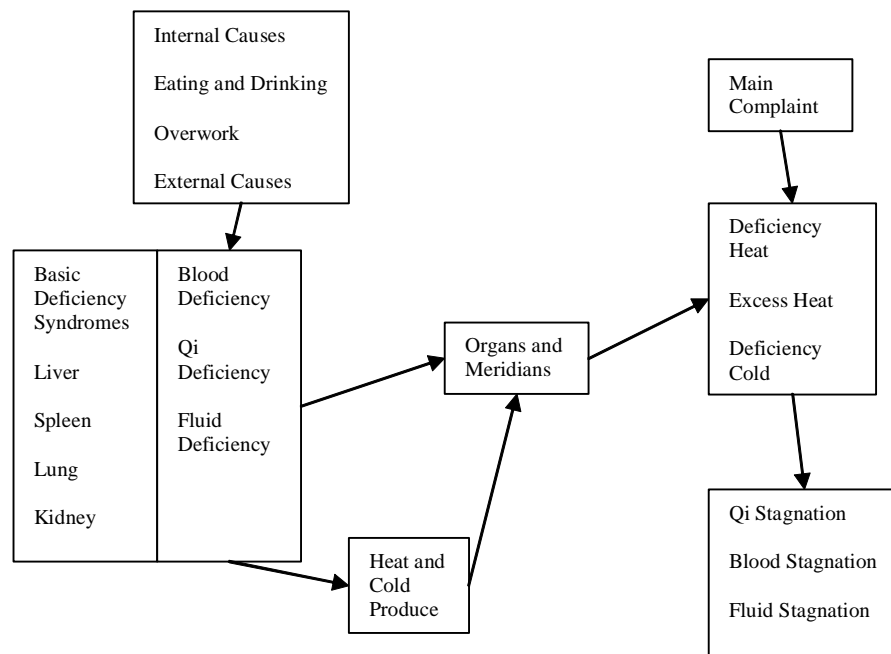 Internal Causes
Eating and Drinking
Overwork
External Causes
Main
Complaint
Basic
Deficiency
Syndromes
Liver
Spleen
Lung
Kidney
Blood
Deficiency
Qi
Deficiency
Fluid
Deficiency
Organs and
Meridians
Heat and
Cold
Produce
Deficiency
Heat
Excess Heat
Deficiency
Cold
Qi Stagnation
Blood Stagnation
Fluid Stagnation